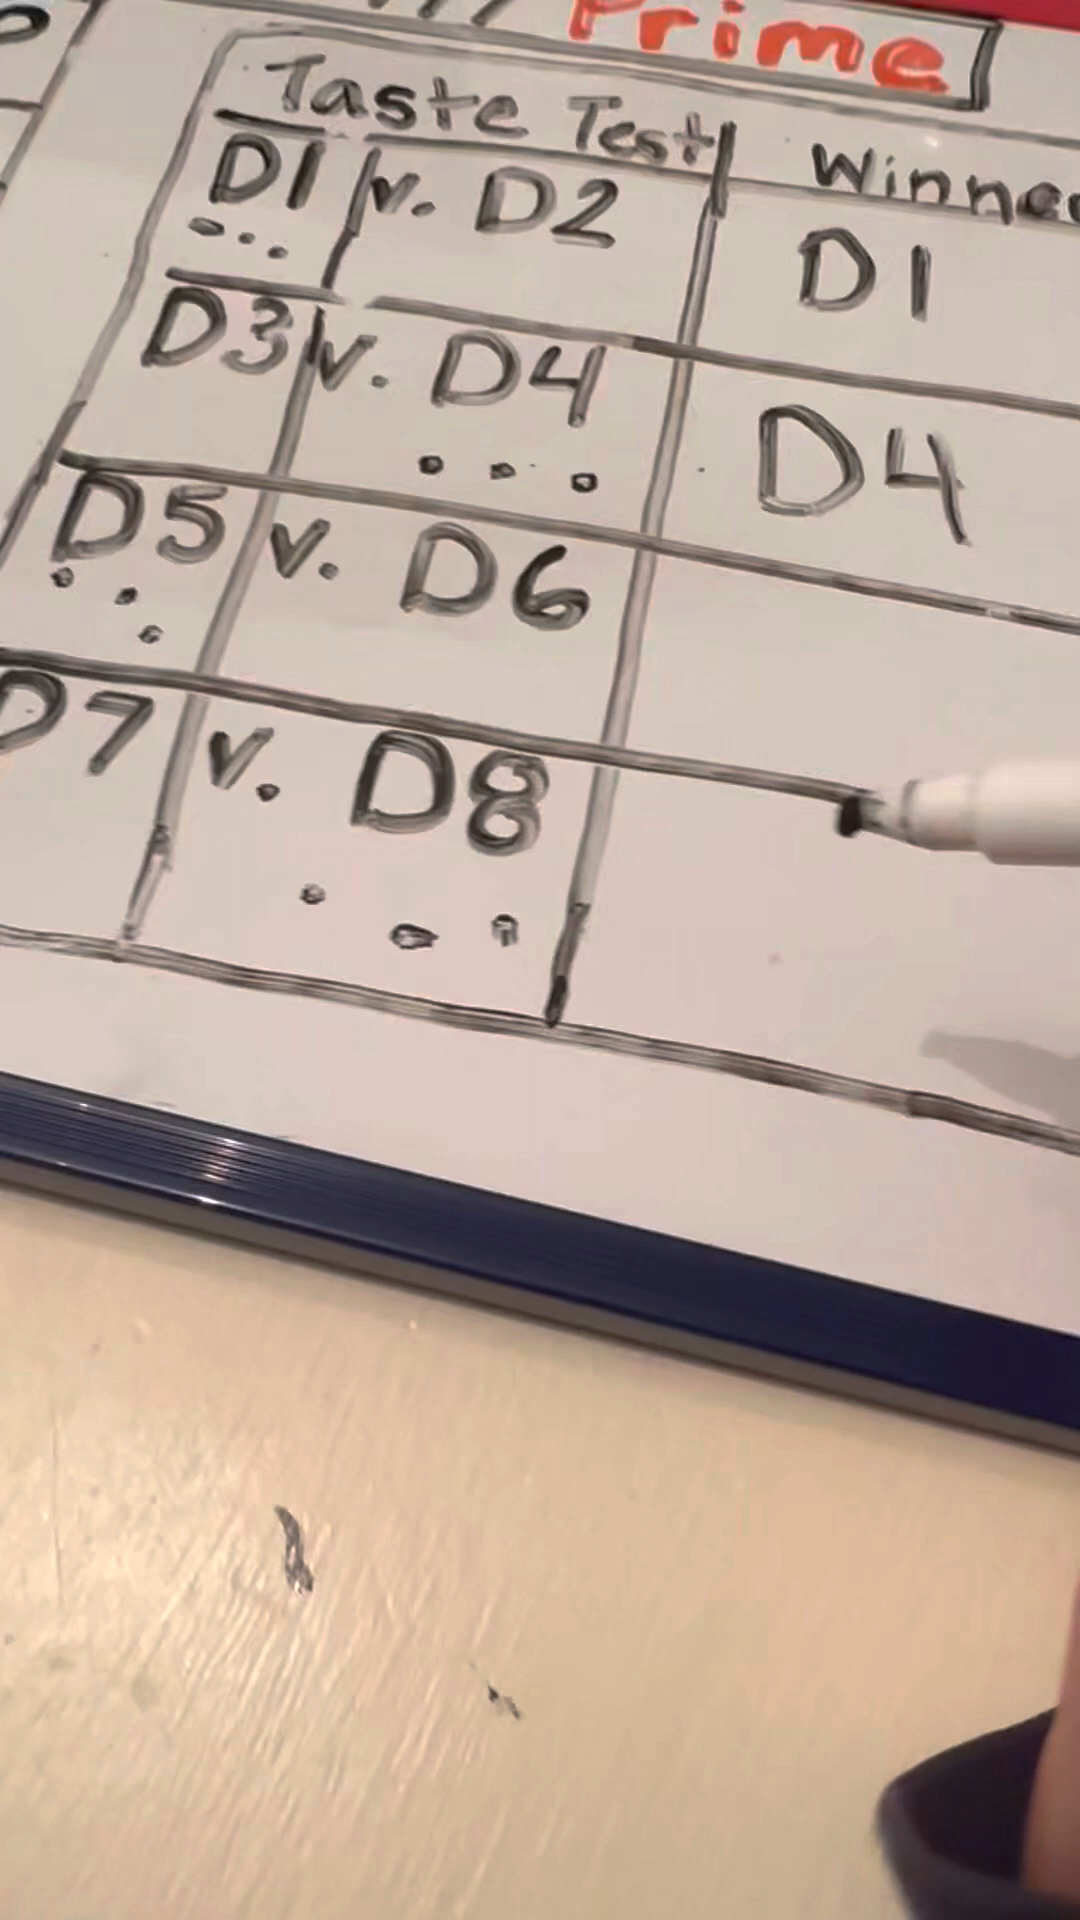 Prime
Taste Test Winner
D1 v. D2 D1
D3 v. D4 D4
D5 v. D6
D7 v. D8